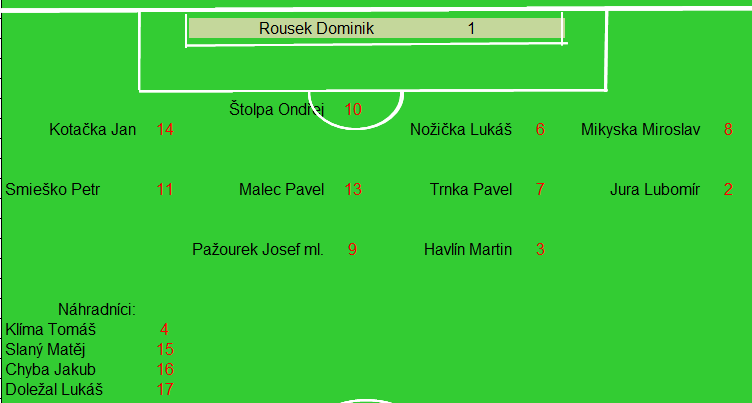 Rousek Dominik 1
Štolpa Ondřej 10
Kotačka Jan 14 Nožička Lukáš 6 Mikyska Miroslav 8
Smieško Petr 11 Malec Pavel 13 Trnka Pavel 7 Jura Lubomír 2
Pažourek Josef ml. 9 Havlín Martin 3
Náhradníci:
Klíma Tomáš 4
Slaný Matěj 15
Chyba Jakub 16
Doležal Lukáš 17